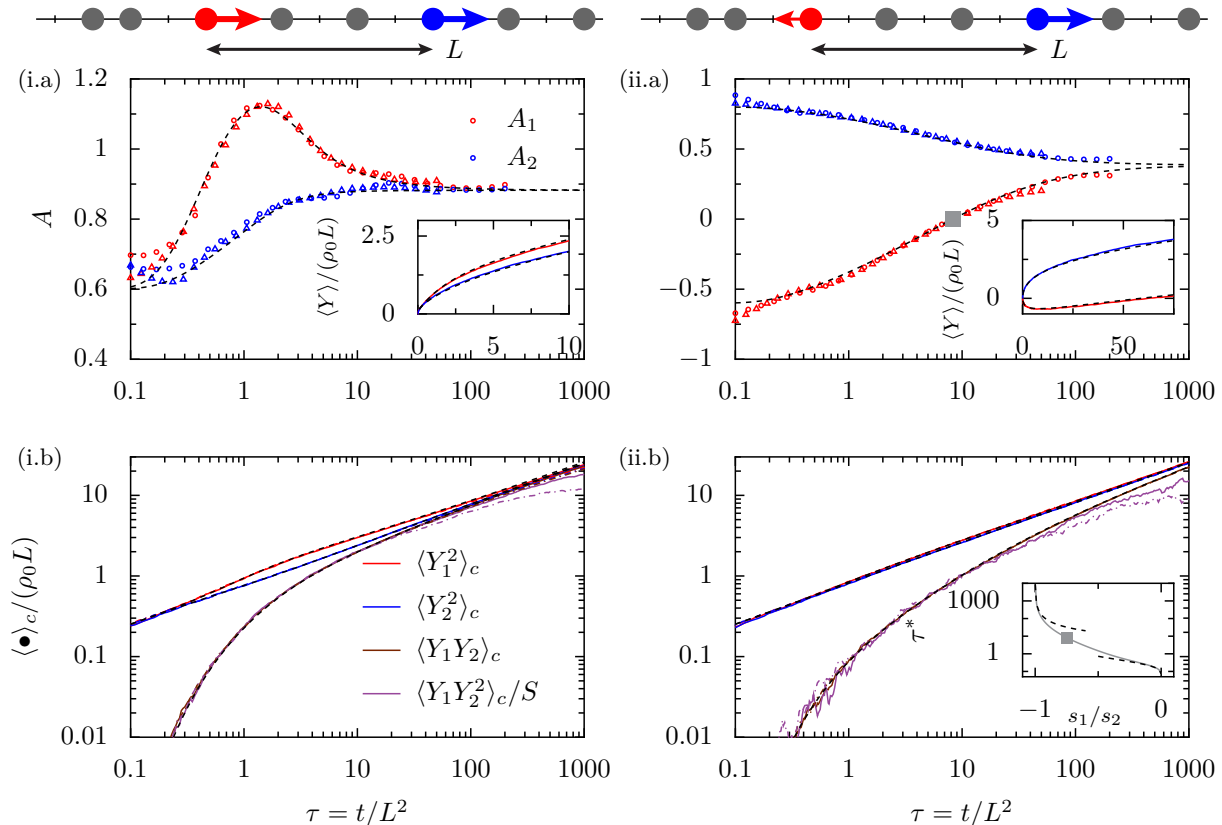 L
L
(i.a)
1.2
1
0.8
0.6
0.4
A
A₁
A₂
⟨Y⟩/(ρ₀L)
2.5
0
0
5
10
0.1
1
10
100
1000
(ii.a)
1
0.5
0
−0.5
−1
⟨Y⟩/(ρ₀L)
5
0
0
50
0.1
1
10
100
1000
(i.b)
10
1
0.1
0.01
⟨●⟩c/(ρ₀L)
⟨Y₁²⟩c
⟨Y₂²⟩c
⟨Y₁Y₂⟩c
⟨Y₁Y₂²⟩c/S
0.1
1
10
100
1000
τ = t/L²
(ii.b)
10
1
0.1
0.01
τ*
1000
1
−1
s₁/s₂
0
0.1
1
10
100
1000
τ = t/L²